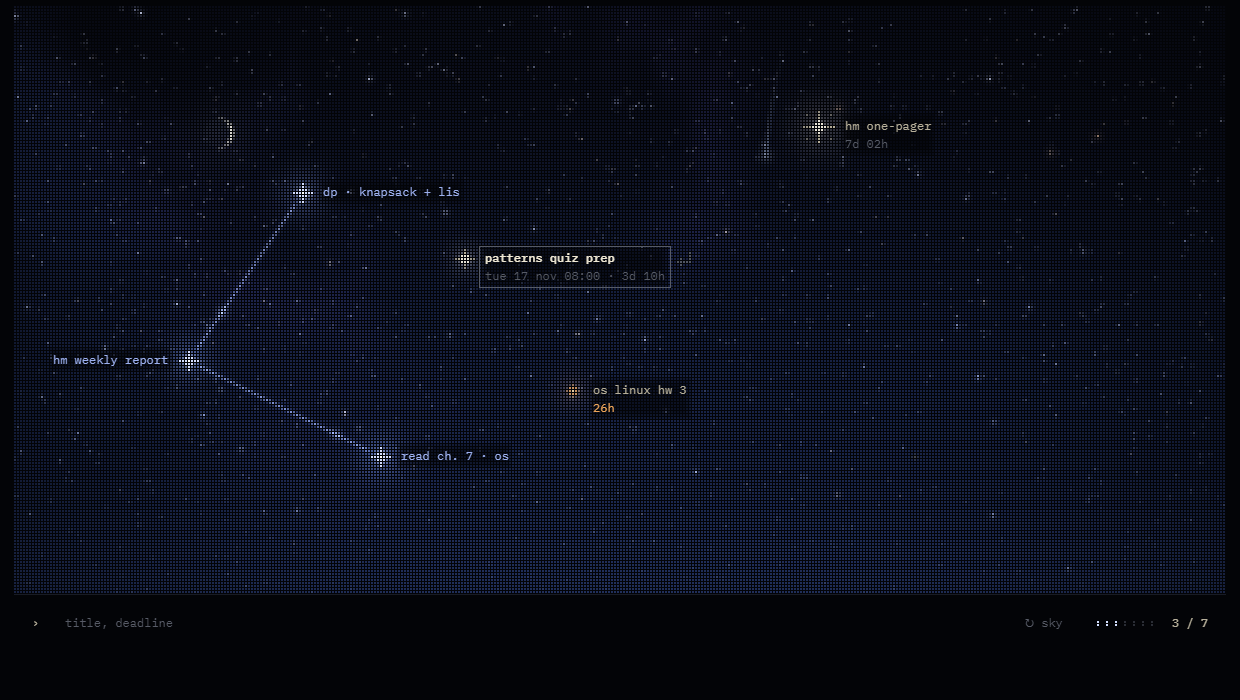 hm one-pager
7d 02h
dp · knapsack + lis
patterns quiz prep
tue 17 nov 08:00 · 3d 10h
hm weekly report
os linux hw 3
26h
read ch. 7 · os
› title, deadline
↻ sky
3 / 7